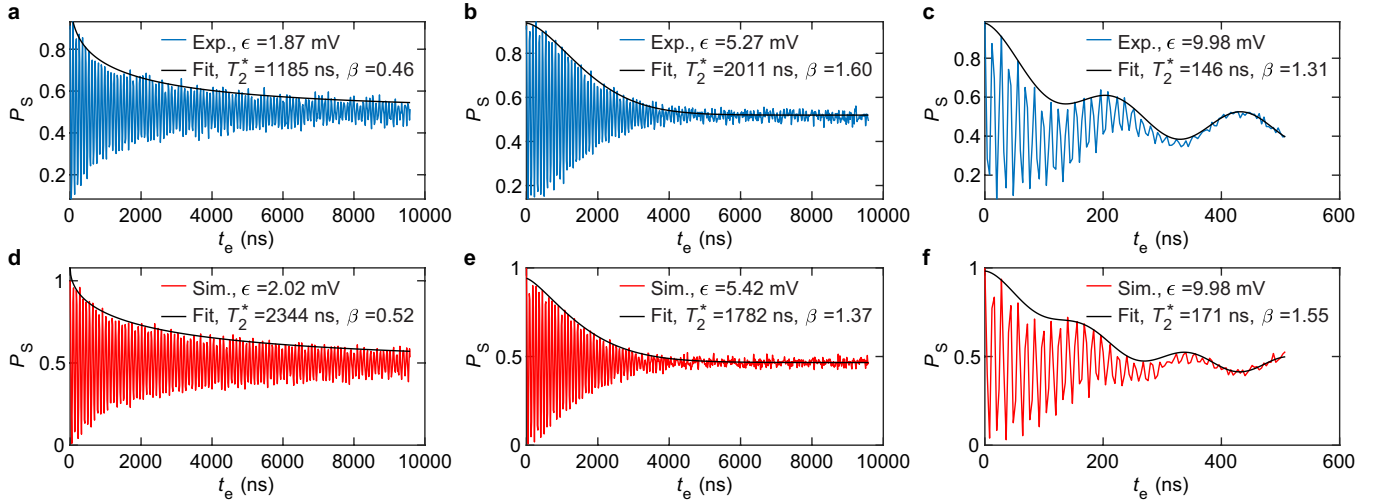 a
0.8
0.6
0.4
0.2
P_S
Exp., ϵ =1.87 mV
Fit, T_2^* =1185 ns, β =0.46
0 2000 4000 6000 8000 10000
t_e (ns)
b
0.8
0.6
0.4
0.2
P_S
Exp., ϵ =5.27 mV
Fit, T_2^* =2011 ns, β =1.60
0 2000 4000 6000 8000 10000
t_e (ns)
c
1
0.8
0.6
0.4
0.2
P_S
Exp., ϵ =9.98 mV
Fit, T_2^* =146 ns, β =1.31
0 200 400 600
t_e (ns)
d
1
0.5
0
P_S
Sim., ϵ =2.02 mV
Fit, T_2^* =2344 ns, β =0.52
0 2000 4000 6000 8000 10000
t_e (ns)
e
1
0.5
0
P_S
Sim., ϵ =5.42 mV
Fit, T_2^* =1782 ns, β =1.37
0 2000 4000 6000 8000 10000
t_e (ns)
f
1
0.5
0
P_S
Sim., ϵ =9.98 mV
Fit, T_2^* =171 ns, β =1.55
0 200 400 600
t_e (ns)